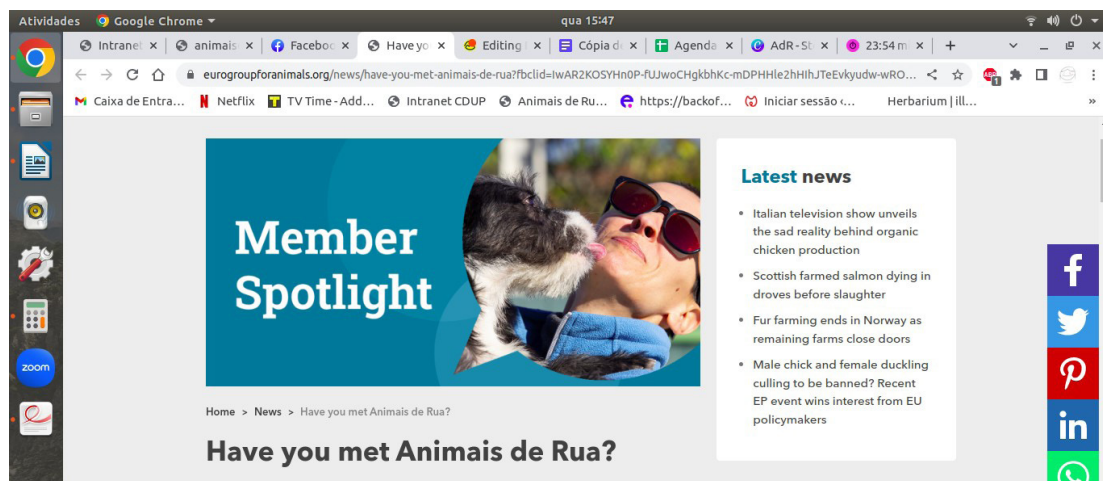 Atividades Google Chrome qua 15:47
Intranet animais Faceboo Have yo Editing Cópia d Agenda AdR - St 23:54 m
eurogroupforanimals.org/news/have-you-met-animais-de-rua?fbclid=
Caixa de Entra... Netflix TV Time - Add... Intranet CDUP Animais de Ru... https://backof... Iniciar sessão ‹... Herbarium | ill... »
Member
Spotlight
Latest news
Italian television show unveils
the sad reality behind organic
chicken production
Scottish farmed salmon dying in
droves before slaughter
Fur farming ends in Norway as
remaining farms close doors
Male chick and female duckling
culling to be banned? Recent
EP event wins interest from EU
policymakers
zoom
Home > News > Have you met Animais de Rua?
Have you met Animais de Rua?